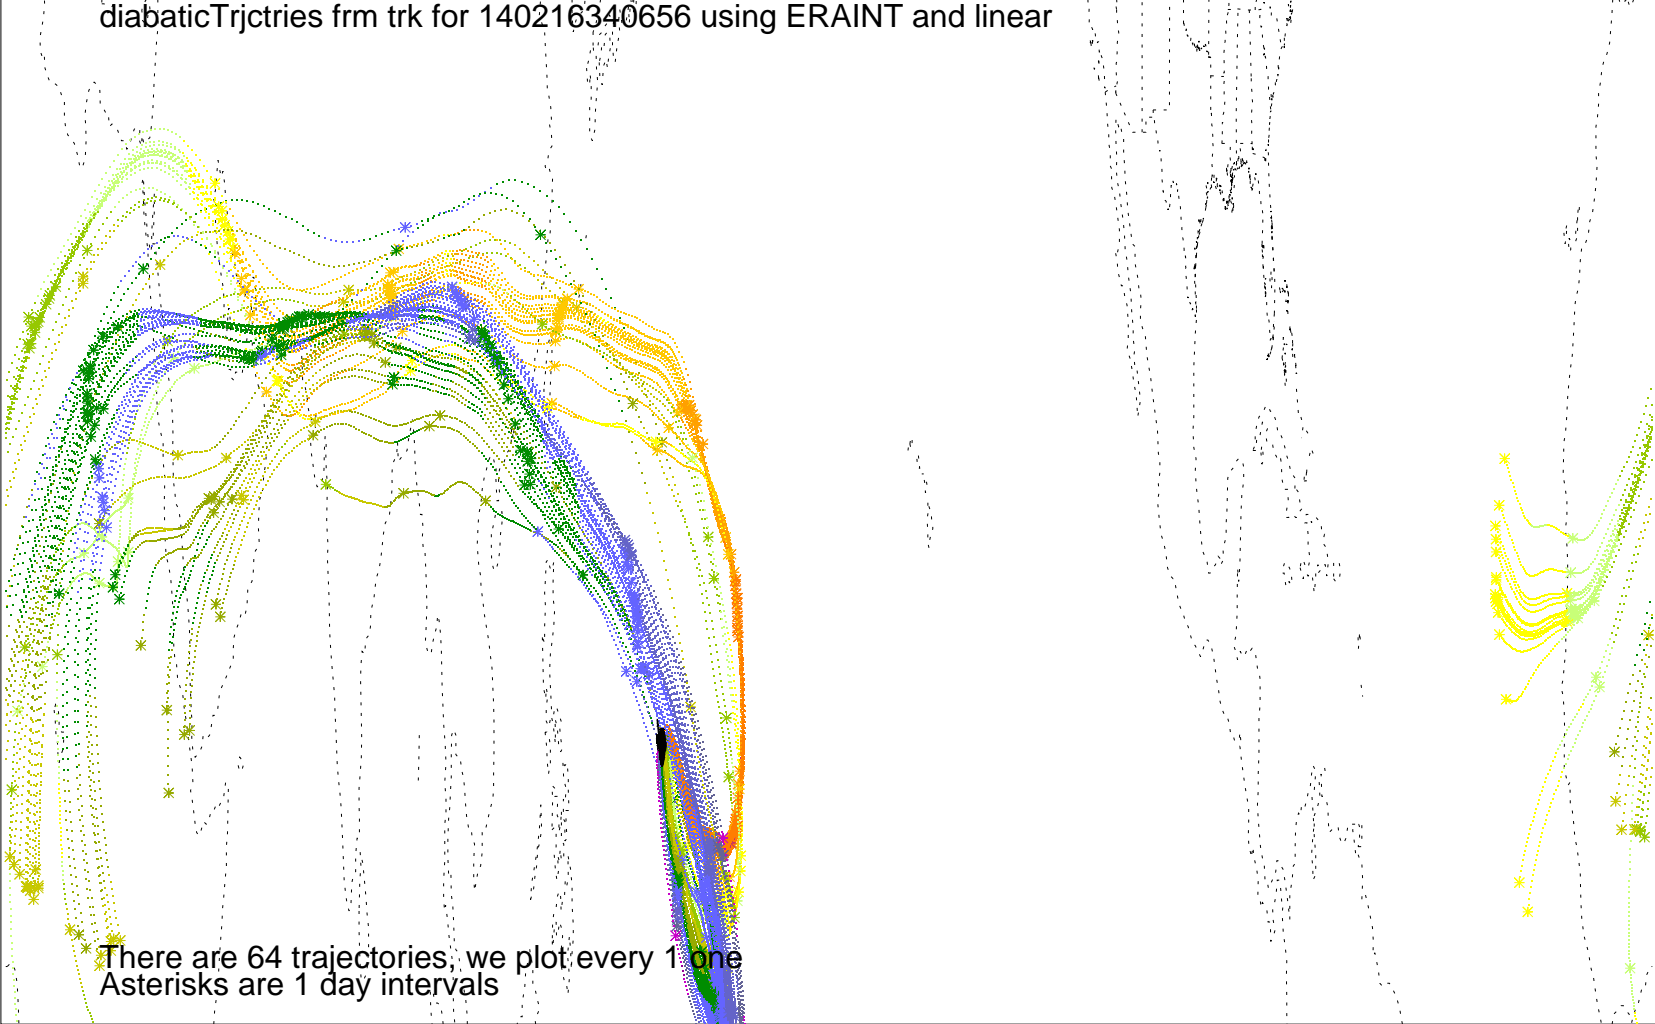 diabaticTrjctries frm trk for 140216340656 using ERAINT and linear
There are 64 trajectories, we plot every 1 one
Asterisks are 1 day intervals